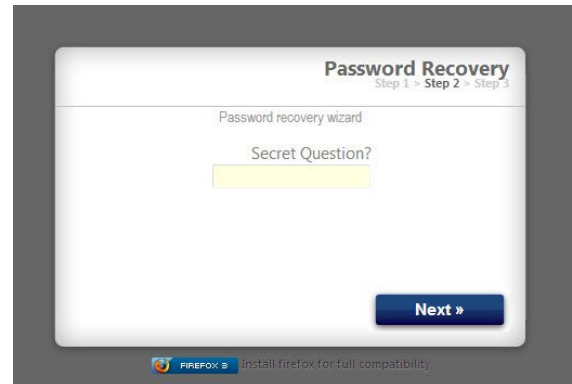 Password Recovery
Step 1 > Step 2 > Step 3
Password recovery wizard
Secret Question?
Next »
FIREFOX 3 Install firefox for full compatibility